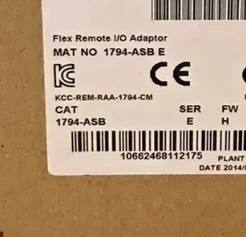 Flex Remote I/O Adaptor
MAT NO 1794-ASB E
CE
KCC-REM-RAA-1794-CM
CAT SER FW
1794-ASB E H
10662468112175
PLANT
DATE 2014/